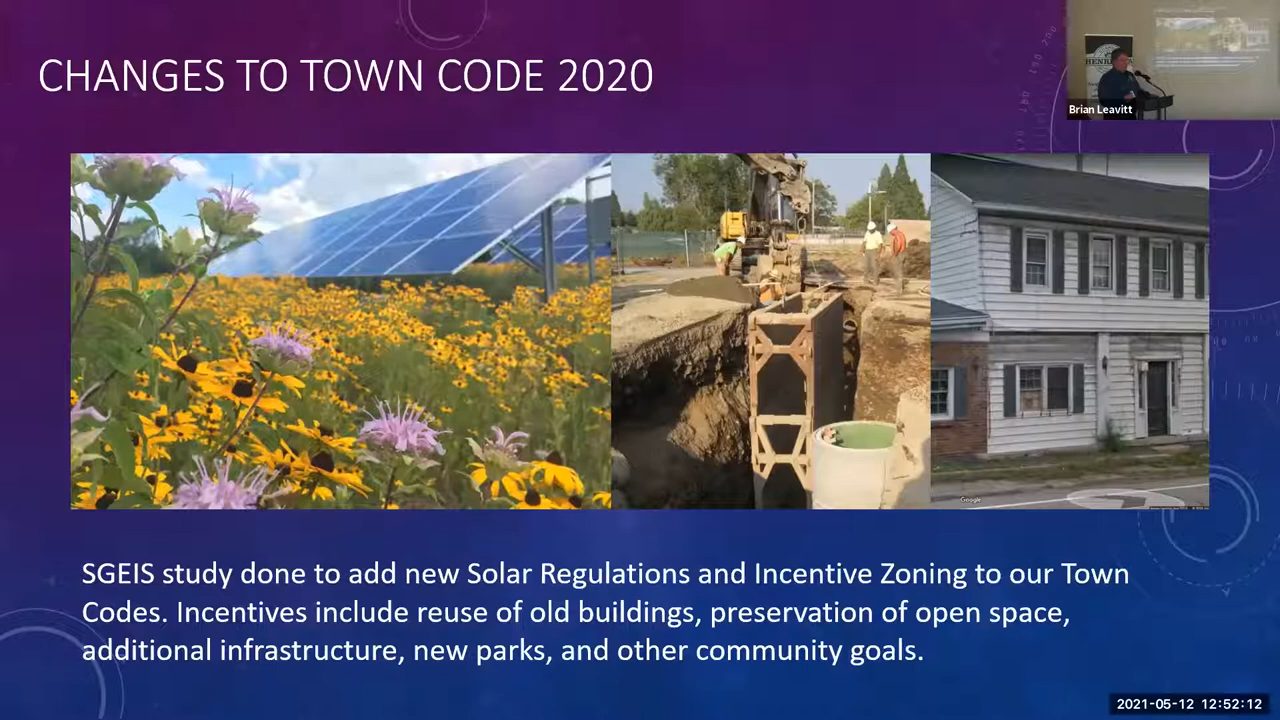 CHANGES TO TOWN CODE 2020
Brian Leavitt
Google
SGEIS study done to add new Solar Regulations and Incentive Zoning to our Town
Codes. Incentives include reuse of old buildings, preservation of open space,
additional infrastructure, new parks, and other community goals.
2021-05-12 12:52:12